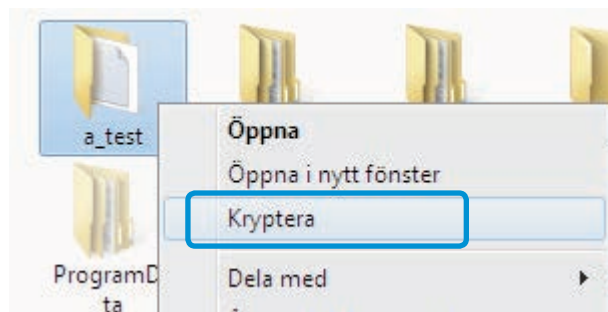 a_test
Öppna
Öppna i nytt fönster
Kryptera
ProgramD
ta
Dela med